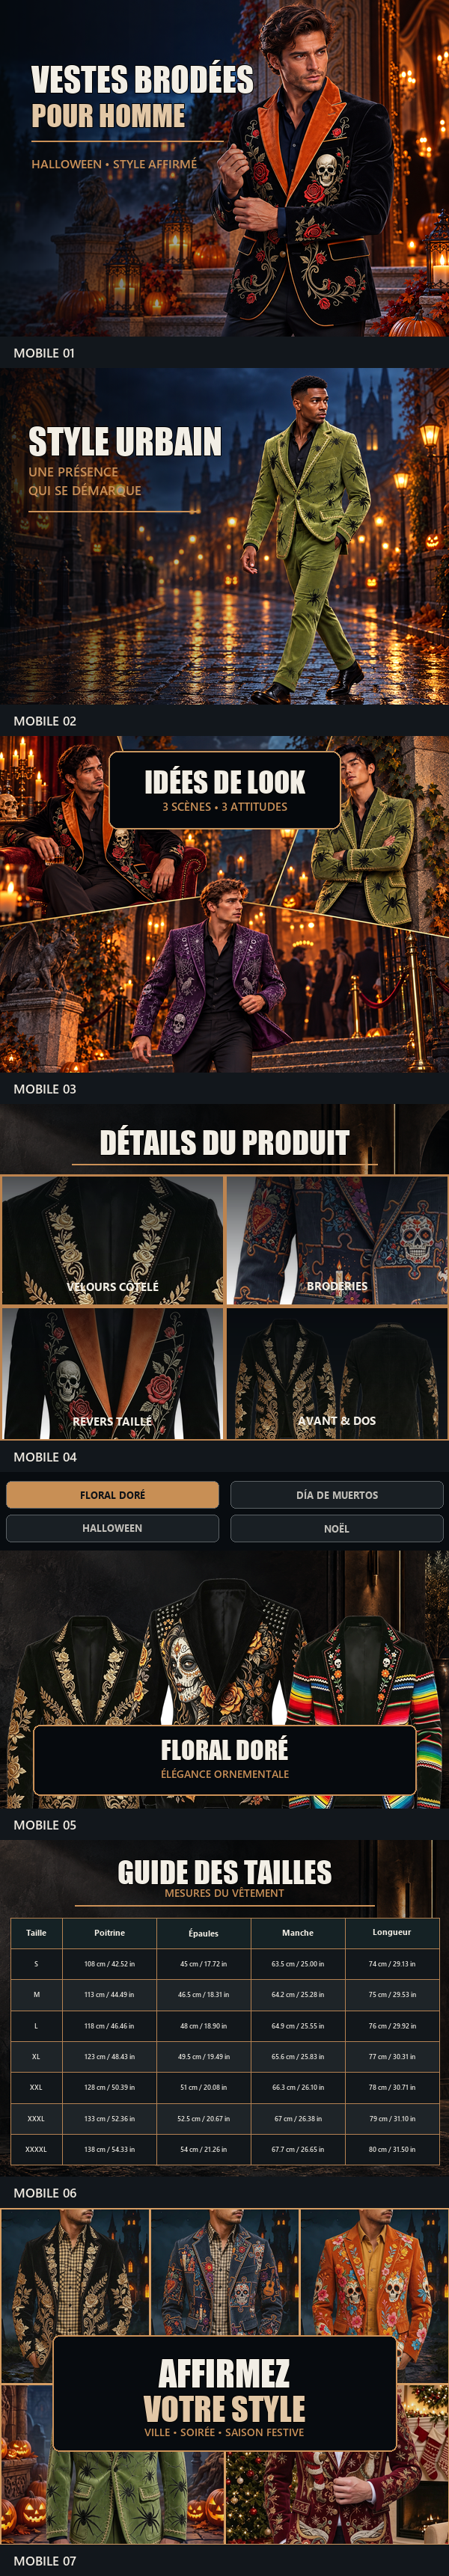 VESTES BRODÉES
POUR HOMME
HALLOWEEN • STYLE AFFIRMÉ
MOBILE 01
STYLE URBAIN
UNE PRÉSENCE
QUI SE DÉMARQUE
MOBILE 02
IDÉES DE LOOK
3 SCÈNES • 3 ATTITUDES
MOBILE 03
DÉTAILS DU PRODUIT
VELOURS CÔTELÉ
BRODERIES
REVERS TAILLÉ
AVANT & DOS
MOBILE 04
FLORAL DORÉ
DÍA DE MUERTOS
HALLOWEEN
NOËL
FLORAL DORÉ
ÉLÉGANCE ORNEMENTALE
MOBILE 05
GUIDE DES TAILLES
MESURES DU VÊTEMENT
Taille Poitrine Épaules Manche Longueur
S 108 cm / 42.52 in 45 cm / 17.72 in 63.5 cm / 25.00 in 74 cm / 29.13 in
M 113 cm / 44.49 in 46.5 cm / 18.31 in 64.2 cm / 25.28 in 75 cm / 29.53 in
L 118 cm / 46.46 in 48 cm / 18.90 in 64.9 cm / 25.55 in 76 cm / 29.92 in
XL 123 cm / 48.43 in 49.5 cm / 19.49 in 65.6 cm / 25.83 in 77 cm / 30.31 in
XXL 128 cm / 50.39 in 51 cm / 20.08 in 66.3 cm / 26.10 in 78 cm / 30.71 in
XXXL 133 cm / 52.36 in 52.5 cm / 20.67 in 67 cm / 26.38 in 79 cm / 31.10 in
XXXXL 138 cm / 54.33 in 54 cm / 21.26 in 67.7 cm / 26.65 in 80 cm / 31.50 in
MOBILE 06
AFFIRMEZ
VOTRE STYLE
VILLE • SOIRÉE • SAISON FESTIVE
MOBILE 07